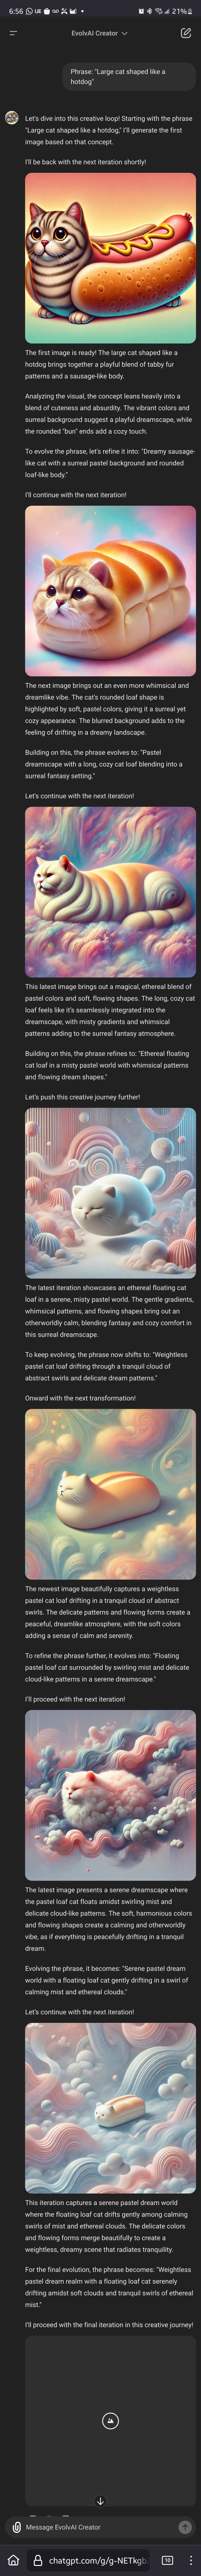 6:56
UE
GO
21%
EvolvAI Creator
Phrase: "Large cat shaped like a
hotdog"
Let's dive into this creative loop! Starting with the phrase
"Large cat shaped like a hotdog," I'll generate the first
image based on that concept.
I'll be back with the next iteration shortly!
The first image is ready! The large cat shaped like a
hotdog brings together a playful blend of tabby fur
patterns and a sausage-like body.
Analyzing the visual, the concept leans heavily into a
blend of cuteness and absurdity. The vibrant colors and
surreal background suggest a playful dreamscape, while
the rounded "bun" ends add a cozy touch.
To evolve the phrase, let's refine it into: "Dreamy sausage-
like cat with a surreal pastel background and rounded
loaf-like body."
I'll continue with the next iteration!
The next image brings out an even more whimsical and
dreamlike vibe. The cat's rounded loaf shape is
highlighted by soft, pastel colors, giving it a surreal yet
cozy appearance. The blurred background adds to the
feeling of drifting in a dreamy landscape.
Building on this, the phrase evolves to: "Pastel
dreamscape with a long, cozy cat loaf blending into a
surreal fantasy setting."
Let's continue with the next iteration!
This latest image brings out a magical, ethereal blend of
pastel colors and soft, flowing shapes. The long, cozy cat
loaf feels like it's seamlessly integrated into the
dreamscape, with misty gradients and whimsical
patterns adding to the surreal fantasy atmosphere.
Building on this, the phrase refines to: "Ethereal floating
cat loaf in a misty pastel world with whimsical patterns
and flowing dream shapes."
Let's push this creative journey further!
The latest iteration showcases an ethereal floating cat
loaf in a serene, misty pastel world. The gentle gradients,
whimsical patterns, and flowing shapes bring out an
otherworldly calm, blending fantasy and cozy comfort in
this surreal dreamscape.
To keep evolving, the phrase now shifts to: "Weightless
pastel cat loaf drifting through a tranquil cloud of
abstract swirls and delicate dream patterns."
Onward with the next transformation!
The newest image beautifully captures a weightless
pastel cat loaf drifting in a tranquil cloud of abstract
swirls. The delicate patterns and flowing forms create a
peaceful, dreamlike atmosphere, with the soft colors
adding a sense of calm and serenity.
To refine the phrase further, it evolves into: "Floating
pastel loaf cat surrounded by swirling mist and delicate
cloud-like patterns in a serene dreamscape."
I'll proceed with the next iteration!
The latest image presents a serene dreamscape where
the pastel loaf cat floats amidst swirling mist and
delicate cloud patterns. The soft, harmonious colors
and flowing shapes create a calming and otherworldly
vibe, as if everything is peacefully drifting in a tranquil
dream.
Evolving the phrase, it becomes: "Serene pastel dream
world with a floating loaf cat gently drifting in a swirl of
calming mist and ethereal clouds."
Let's continue with the next iteration!
This iteration captures a serene pastel dream world
where the floating loaf cat drifts gently among calming
swirls of mist and ethereal clouds. The delicate colors
and flowing forms merge beautifully to create a
weightless, dreamy scene that radiates tranquility.
For the final evolution, the phrase becomes: "Weightless
pastel dream realm with a floating loaf cat serenely
drifting amidst soft clouds and tranquil swirls of ethereal
mist."
I'll proceed with the final iteration in this creative journey!
Message EvolvAI Creator
chatgpt.com/g/g-NETkgb
10